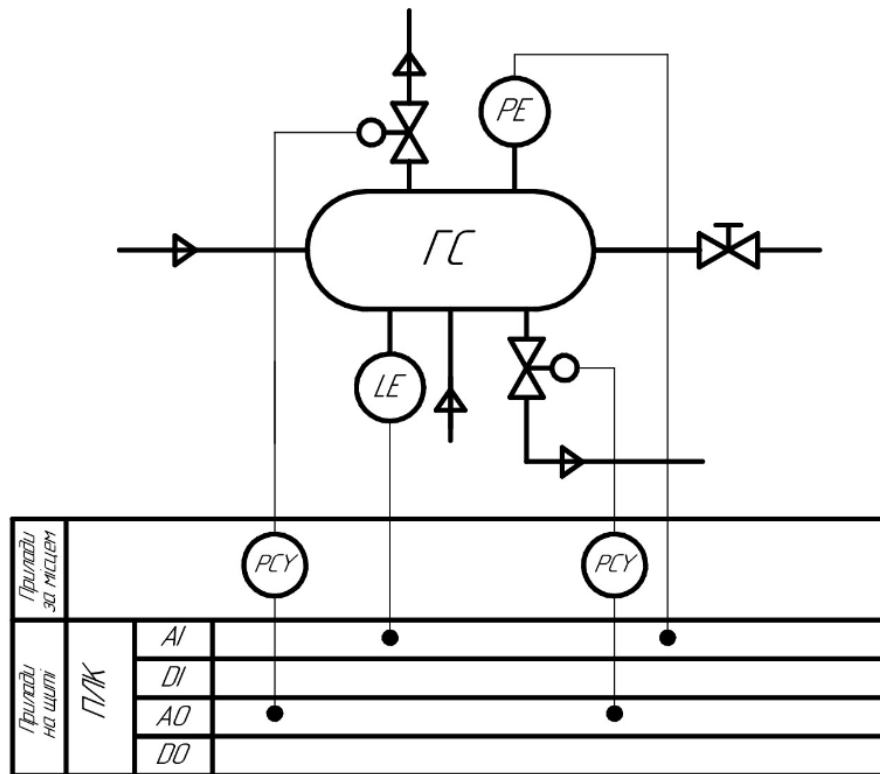 PE
ГС
LE
Прилади
за місцем
PCY
PCY
Прилади
на щиті
ПЛК
AI
DI
AO
DO